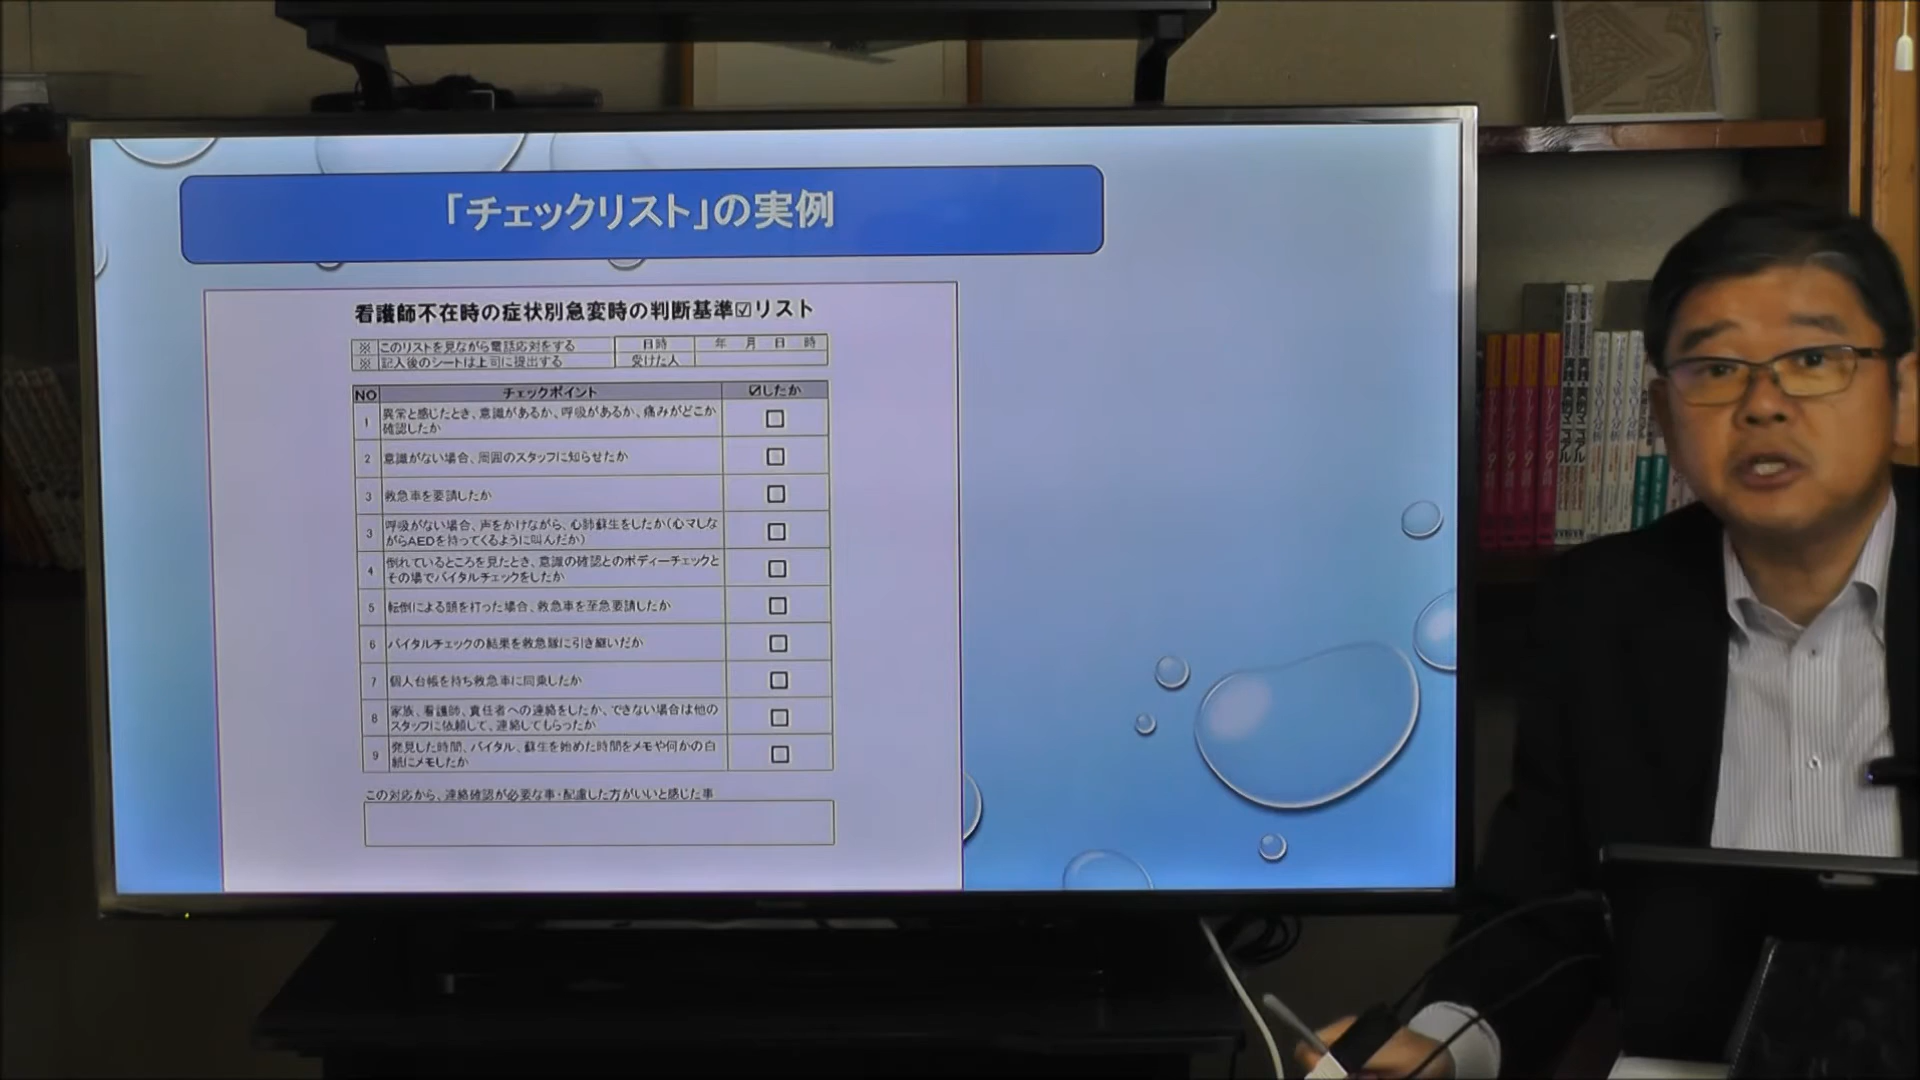 「チェックリスト」の実例
看護師不在時の症状別急変時の判断基準☑リスト
※ このリストを見ながら電話応対をする 日時 年 月 日 時
※ 記入後のシートは上司に提出する 受けた人
NO チェックポイント ☑したか
1 異常と感じたとき、意識があるか、呼吸があるか、痛みがどこか
確認したか
2 意識がない場合、周囲のスタッフに知らせたか
3 救急車を要請したか
3 呼吸がない場合、声をかけながら、心肺蘇生をしたか(心マしな
がらAEDを持ってくるように叫んだか)
4 倒れているところを見たとき、意識の確認とのボディーチェックと
その場でバイタルチェックをしたか
5 転倒による頭を打った場合、救急車を至急要請したか
6 バイタルチェックの結果を救急隊に引き継いだか
7 個人台帳を持ち救急車に同乗したか
8 家族、看護師、責任者への連絡をしたか、できない場合は他の
スタッフに依頼して、連絡してもらったか
9 発見した時間、バイタル、蘇生を始めた時間をメモや何かの白
紙にメモしたか
この対応から、連絡確認が必要な事・配慮した方がいいと感じた事